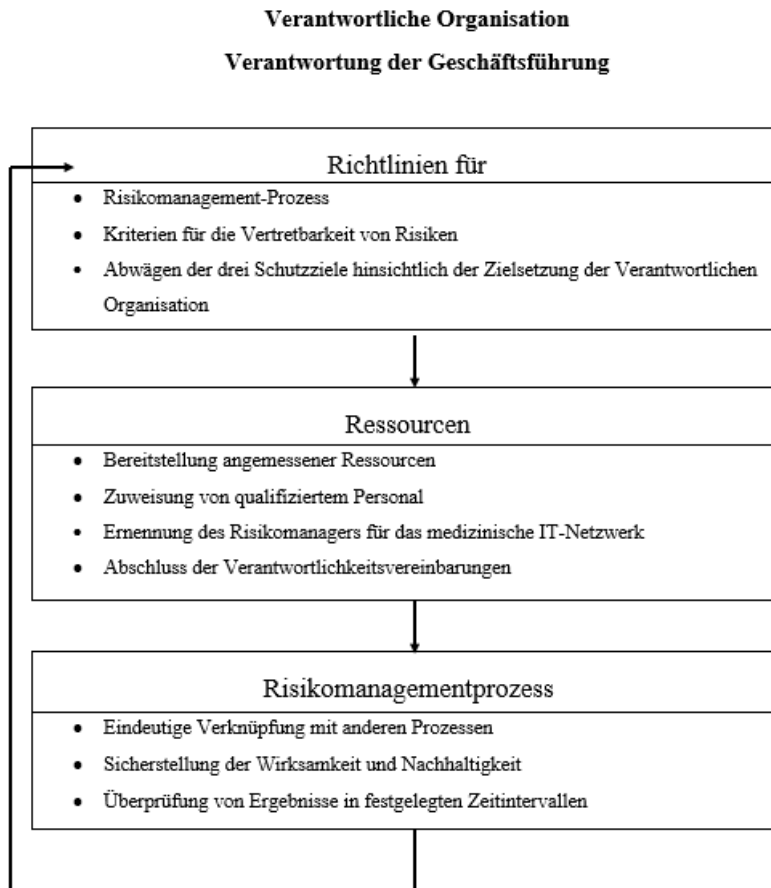 Verantwortliche Organisation
Verantwortung der Geschäftsführung
Richtlinien für
• Risikomanagement-Prozess
• Kriterien für die Vertretbarkeit von Risiken
• Abwägen der drei Schutzziele hinsichtlich der Zielsetzung der Verantwortlichen
Organisation
Ressourcen
• Bereitstellung angemessener Ressourcen
• Zuweisung von qualifiziertem Personal
• Ernennung des Risikomanagers für das medizinische IT-Netzwerk
• Abschluss der Verantwortlichkeitsvereinbarungen
Risikomanagementprozess
• Eindeutige Verknüpfung mit anderen Prozessen
• Sicherstellung der Wirksamkeit und Nachhaltigkeit
• Überprüfung von Ergebnisse in festgelegten Zeitintervallen